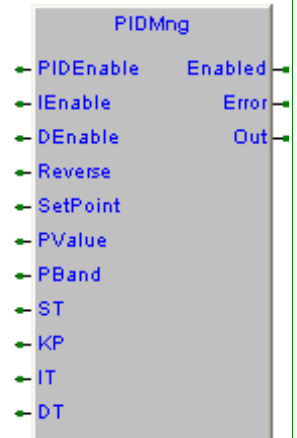 PIDMng
PIDEnable Enabled
IEnable Error
DEnable Out
Reverse
SetPoint
PValue
PBand
ST
KP
IT
DT